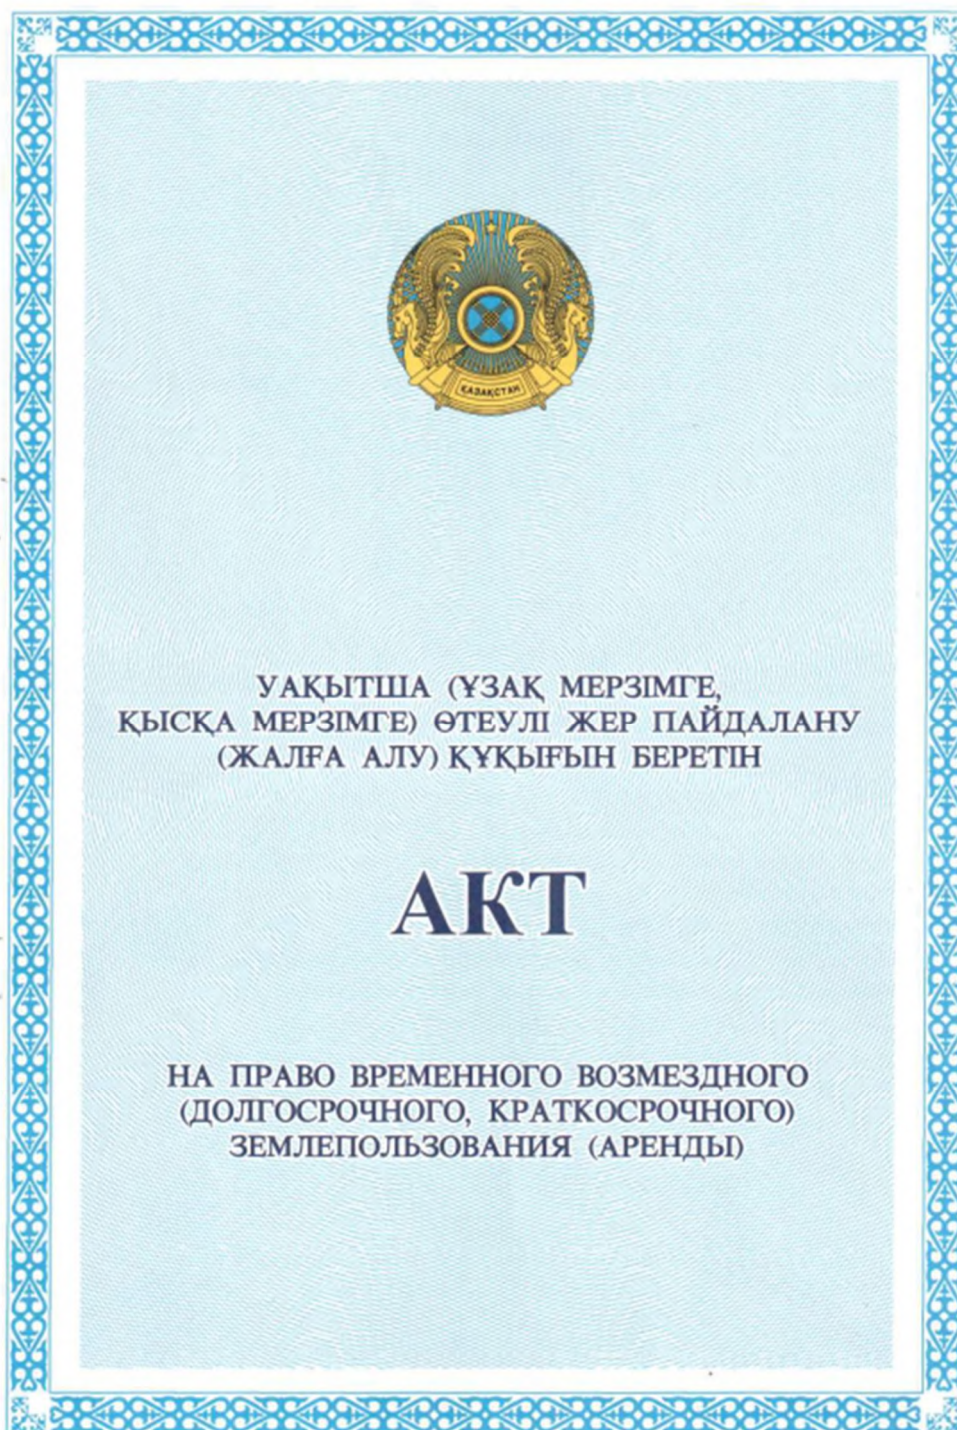 ҚАЗАҚСТАН
УАҚЫТША (ҰЗАҚ МЕРЗІМГЕ,
ҚЫСҚА МЕРЗІМГЕ) ӨТЕУЛІ ЖЕР ПАЙДАЛАНУ
(ЖАЛҒА АЛУ) ҚҰҚЫҒЫН БЕРЕТІН
АКТ
НА ПРАВО ВРЕМЕННОГО ВОЗМЕЗДНОГО
(ДОЛГОСРОЧНОГО, КРАТКОСРОЧНОГО)
ЗЕМЛЕПОЛЬЗОВАНИЯ (АРЕНДЫ)